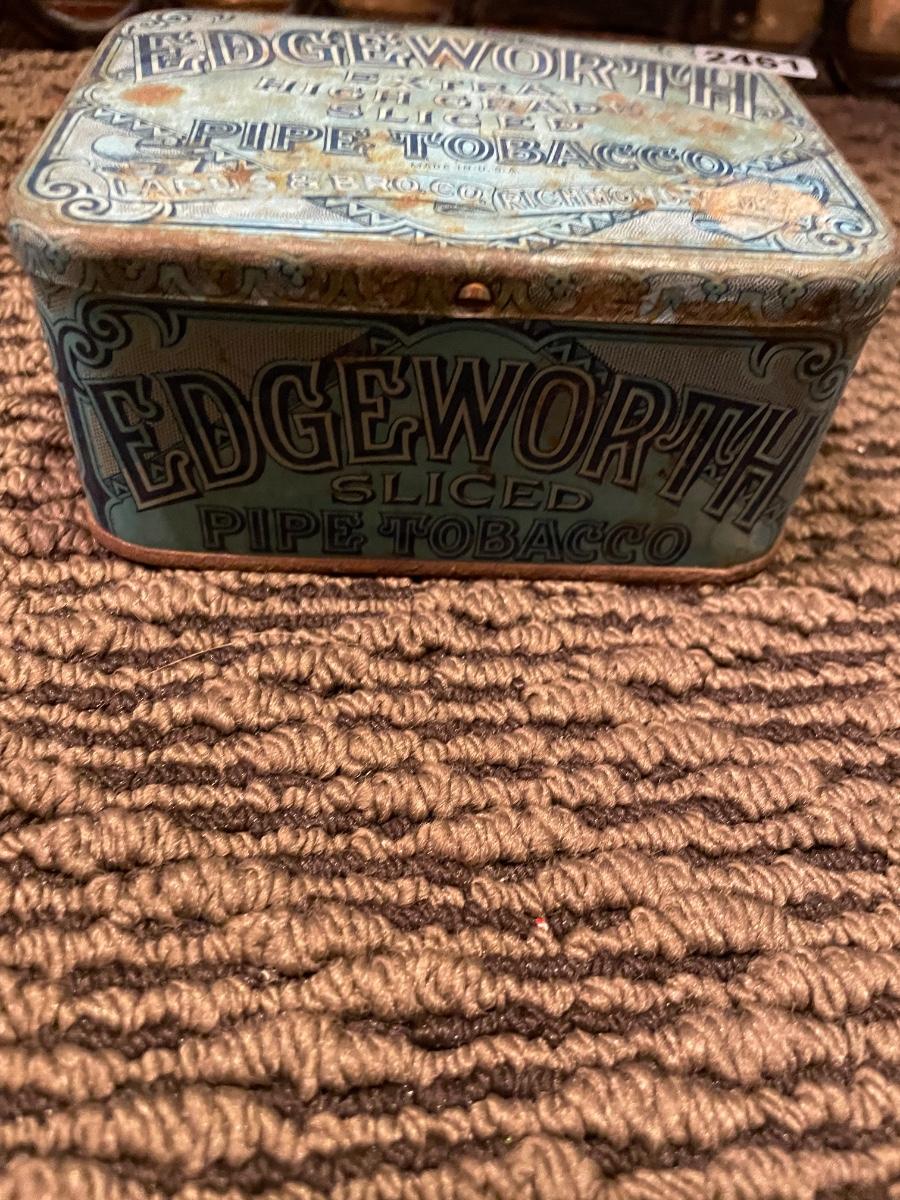 2461
EDGEWORTH
EXTRA
HIGH GRADE
SLICED
PIPE TOBACCO
MADE IN U.S.A.
LARUS & BRO. CO. RICHMOND,
EDGEWORTH
SLICED
PIPE TOBACCO